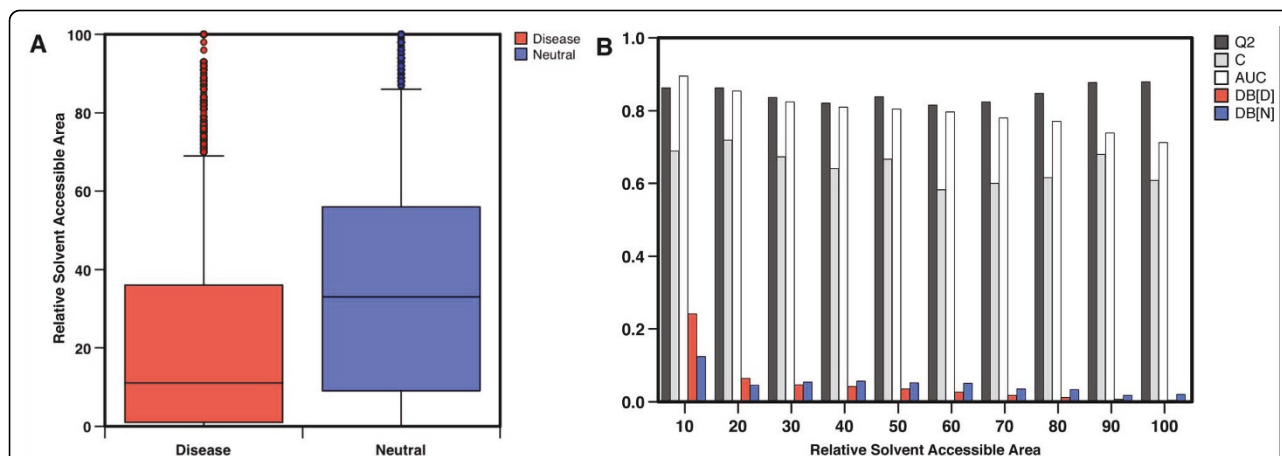 A
Relative Solvent Accessible Area
100
80
60
40
20
0
Disease
Neutral
Disease
Neutral
B
1.0
0.8
0.6
0.4
0.2
0.0
10 20 30 40 50 60 70 80 90 100
Relative Solvent Accessible Area
Q2
C
AUC
DB[D]
DB[N]